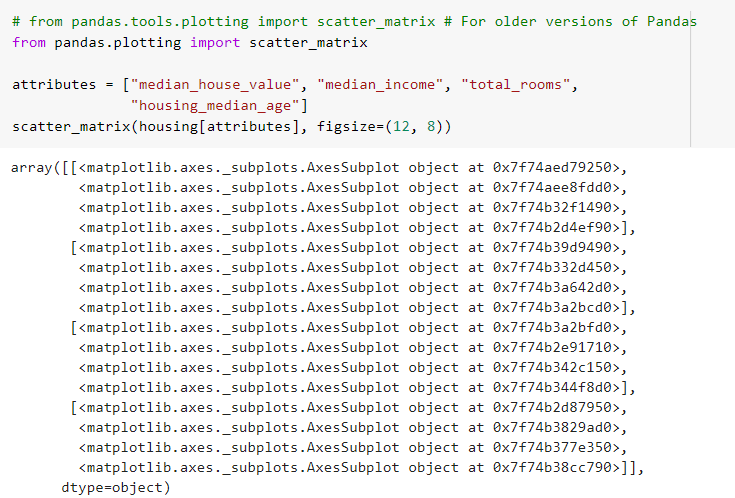 # from pandas.tools.plotting import scatter_matrix # For older versions of Pandas
from pandas.plotting import scatter_matrix
attributes = ["median_house_value", "median_income", "total_rooms",
"housing_median_age"]
scatter_matrix(housing[attributes], figsize=(12, 8))
array([[<matplotlib.axes._subplots.AxesSubplot object at 0x7f74aed79250>,
<matplotlib.axes._subplots.AxesSubplot object at 0x7f74aee8fdd0>,
<matplotlib.axes._subplots.AxesSubplot object at 0x7f74b32f1490>,
<matplotlib.axes._subplots.AxesSubplot object at 0x7f74b2d4ef90>],
[<matplotlib.axes._subplots.AxesSubplot object at 0x7f74b39d9490>,
<matplotlib.axes._subplots.AxesSubplot object at 0x7f74b332d450>,
<matplotlib.axes._subplots.AxesSubplot object at 0x7f74b3a642d0>,
<matplotlib.axes._subplots.AxesSubplot object at 0x7f74b3a2bcd0>],
[<matplotlib.axes._subplots.AxesSubplot object at 0x7f74b3a2bfd0>,
<matplotlib.axes._subplots.AxesSubplot object at 0x7f74b2e91710>,
<matplotlib.axes._subplots.AxesSubplot object at 0x7f74b342c150>,
<matplotlib.axes._subplots.AxesSubplot object at 0x7f74b344f8d0>],
[<matplotlib.axes._subplots.AxesSubplot object at 0x7f74b2d87950>,
<matplotlib.axes._subplots.AxesSubplot object at 0x7f74b3829ad0>,
<matplotlib.axes._subplots.AxesSubplot object at 0x7f74b377e350>,
<matplotlib.axes._subplots.AxesSubplot object at 0x7f74b38cc790>]],
dtype=object)